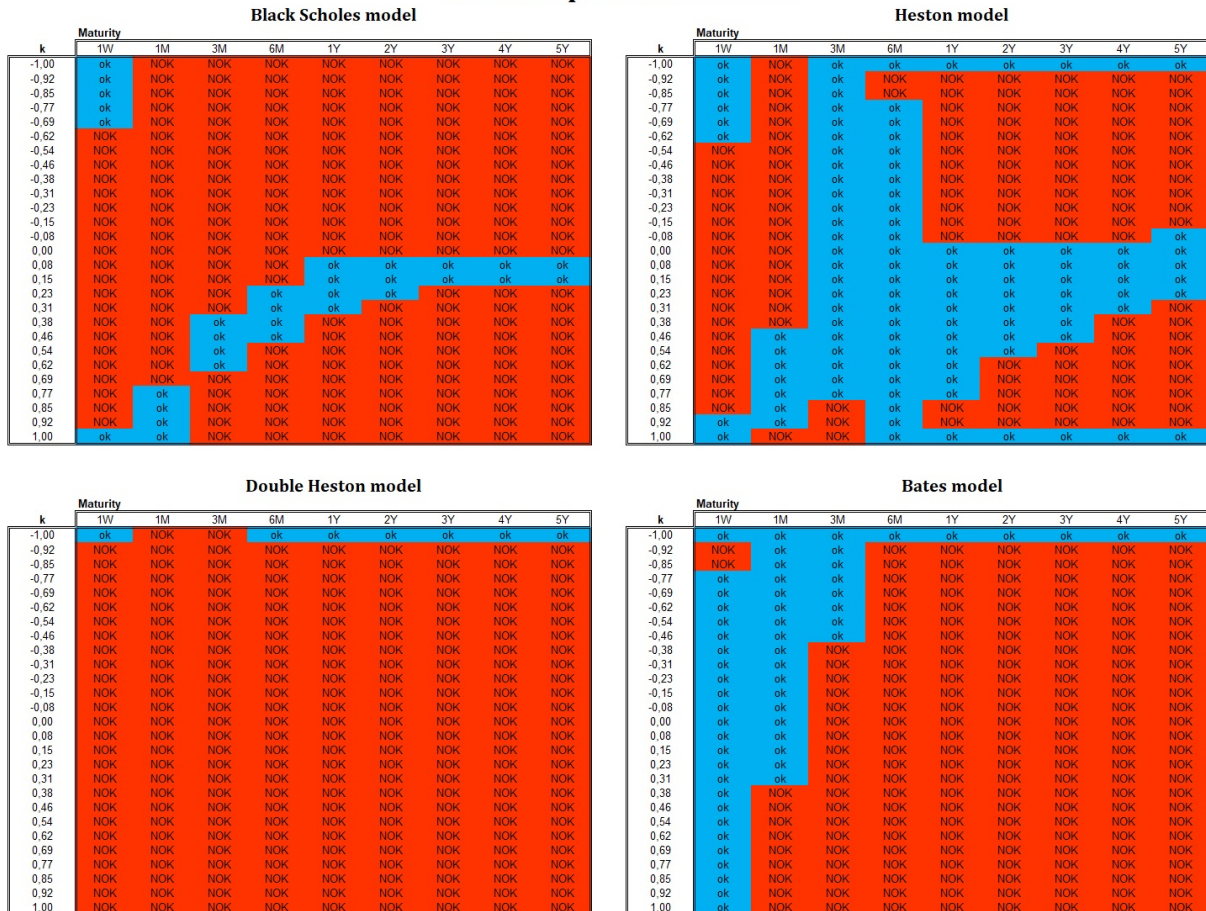 Black Scholes model
Maturity
k 1W 1M 3M 6M 1Y 2Y 3Y 4Y 5Y
-1,00 ok NOK NOK NOK NOK NOK NOK NOK NOK
-0,92 ok NOK NOK NOK NOK NOK NOK NOK NOK
-0,85 ok NOK NOK NOK NOK NOK NOK NOK NOK
-0,77 ok NOK NOK NOK NOK NOK NOK NOK NOK
-0,69 ok NOK NOK NOK NOK NOK NOK NOK NOK
-0,62 NOK NOK NOK NOK NOK NOK NOK NOK NOK
-0,54 NOK NOK NOK NOK NOK NOK NOK NOK NOK
-0,46 NOK NOK NOK NOK NOK NOK NOK NOK NOK
-0,38 NOK NOK NOK NOK NOK NOK NOK NOK NOK
-0,31 NOK NOK NOK NOK NOK NOK NOK NOK NOK
-0,23 NOK NOK NOK NOK NOK NOK NOK NOK NOK
-0,15 NOK NOK NOK NOK NOK NOK NOK NOK NOK
-0,08 NOK NOK NOK NOK NOK NOK NOK NOK NOK
0,00 NOK NOK NOK NOK NOK NOK NOK NOK NOK
0,08 NOK NOK NOK NOK ok ok ok ok ok
0,15 NOK NOK NOK NOK ok ok ok ok ok
0,23 NOK NOK NOK ok ok ok NOK NOK NOK
0,31 NOK NOK NOK ok ok NOK NOK NOK NOK
0,38 NOK NOK ok ok NOK NOK NOK NOK NOK
0,46 NOK NOK ok ok NOK NOK NOK NOK NOK
0,54 NOK NOK ok NOK NOK NOK NOK NOK NOK
0,62 NOK NOK ok NOK NOK NOK NOK NOK NOK
0,69 NOK NOK NOK NOK NOK NOK NOK NOK NOK
0,77 NOK ok NOK NOK NOK NOK NOK NOK NOK
0,85 NOK ok NOK NOK NOK NOK NOK NOK NOK
0,92 NOK ok NOK NOK NOK NOK NOK NOK NOK
1,00 ok ok NOK NOK NOK NOK NOK NOK NOK
Heston model
Maturity
k 1W 1M 3M 6M 1Y 2Y 3Y 4Y 5Y
-1,00 ok NOK ok ok ok ok ok ok ok
-0,92 ok NOK ok NOK NOK NOK NOK NOK NOK
-0,85 ok NOK ok NOK NOK NOK NOK NOK NOK
-0,77 ok NOK ok ok NOK NOK NOK NOK NOK
-0,69 ok NOK ok ok NOK NOK NOK NOK NOK
-0,62 ok NOK ok ok NOK NOK NOK NOK NOK
-0,54 NOK NOK ok ok NOK NOK NOK NOK NOK
-0,46 NOK NOK ok ok NOK NOK NOK NOK NOK
-0,38 NOK NOK ok ok NOK NOK NOK NOK NOK
-0,31 NOK NOK ok ok NOK NOK NOK NOK NOK
-0,23 NOK NOK ok ok NOK NOK NOK NOK NOK
-0,15 NOK NOK ok ok NOK NOK NOK NOK NOK
-0,08 NOK NOK ok ok NOK NOK NOK NOK ok
0,00 NOK NOK ok ok ok ok ok ok ok
0,08 NOK NOK ok ok ok ok ok ok ok
0,15 NOK NOK ok ok ok ok ok ok ok
0,23 NOK NOK ok ok ok ok ok ok ok
0,31 NOK NOK ok ok ok ok ok ok NOK
0,38 NOK NOK ok ok ok ok ok NOK NOK
0,46 NOK ok ok ok ok ok ok NOK NOK
0,54 NOK ok ok ok ok ok NOK NOK NOK
0,62 NOK ok ok ok ok NOK NOK NOK NOK
0,69 NOK ok ok ok ok NOK NOK NOK NOK
0,77 NOK ok ok ok ok NOK NOK NOK NOK
0,85 NOK ok NOK ok NOK NOK NOK NOK NOK
0,92 ok ok NOK ok NOK NOK NOK NOK NOK
1,00 ok NOK NOK ok ok ok ok ok ok
Double Heston model
Maturity
k 1W 1M 3M 6M 1Y 2Y 3Y 4Y 5Y
-1,00 ok NOK NOK ok ok ok ok ok ok
-0,92 NOK NOK NOK NOK NOK NOK NOK NOK NOK
-0,85 NOK NOK NOK NOK NOK NOK NOK NOK NOK
-0,77 NOK NOK NOK NOK NOK NOK NOK NOK NOK
-0,69 NOK NOK NOK NOK NOK NOK NOK NOK NOK
-0,62 NOK NOK NOK NOK NOK NOK NOK NOK NOK
-0,54 NOK NOK NOK NOK NOK NOK NOK NOK NOK
-0,46 NOK NOK NOK NOK NOK NOK NOK NOK NOK
-0,38 NOK NOK NOK NOK NOK NOK NOK NOK NOK
-0,31 NOK NOK NOK NOK NOK NOK NOK NOK NOK
-0,23 NOK NOK NOK NOK NOK NOK NOK NOK NOK
-0,15 NOK NOK NOK NOK NOK NOK NOK NOK NOK
-0,08 NOK NOK NOK NOK NOK NOK NOK NOK NOK
0,00 NOK NOK NOK NOK NOK NOK NOK NOK NOK
0,08 NOK NOK NOK NOK NOK NOK NOK NOK NOK
0,15 NOK NOK NOK NOK NOK NOK NOK NOK NOK
0,23 NOK NOK NOK NOK NOK NOK NOK NOK NOK
0,31 NOK NOK NOK NOK NOK NOK NOK NOK NOK
0,38 NOK NOK NOK NOK NOK NOK NOK NOK NOK
0,46 NOK NOK NOK NOK NOK NOK NOK NOK NOK
0,54 NOK NOK NOK NOK NOK NOK NOK NOK NOK
0,62 NOK NOK NOK NOK NOK NOK NOK NOK NOK
0,69 NOK NOK NOK NOK NOK NOK NOK NOK NOK
0,77 NOK NOK NOK NOK NOK NOK NOK NOK NOK
0,85 NOK NOK NOK NOK NOK NOK NOK NOK NOK
0,92 NOK NOK NOK NOK NOK NOK NOK NOK NOK
1,00 NOK NOK NOK NOK NOK NOK NOK NOK NOK
Bates model
Maturity
k 1W 1M 3M 6M 1Y 2Y 3Y 4Y 5Y
-1,00 ok ok ok ok ok ok ok ok ok
-0,92 NOK ok ok NOK NOK NOK NOK NOK NOK
-0,85 NOK ok ok NOK NOK NOK NOK NOK NOK
-0,77 ok ok ok NOK NOK NOK NOK NOK NOK
-0,69 ok ok ok NOK NOK NOK NOK NOK NOK
-0,62 ok ok ok NOK NOK NOK NOK NOK NOK
-0,54 ok ok ok NOK NOK NOK NOK NOK NOK
-0,46 ok ok ok NOK NOK NOK NOK NOK NOK
-0,38 ok ok NOK NOK NOK NOK NOK NOK NOK
-0,31 ok ok NOK NOK NOK NOK NOK NOK NOK
-0,23 ok ok NOK NOK NOK NOK NOK NOK NOK
-0,15 ok ok NOK NOK NOK NOK NOK NOK NOK
-0,08 ok ok NOK NOK NOK NOK NOK NOK NOK
0,00 ok ok NOK NOK NOK NOK NOK NOK NOK
0,08 ok ok NOK NOK NOK NOK NOK NOK NOK
0,15 ok ok NOK NOK NOK NOK NOK NOK NOK
0,23 ok ok NOK NOK NOK NOK NOK NOK NOK
0,31 ok ok NOK NOK NOK NOK NOK NOK NOK
0,38 ok NOK NOK NOK NOK NOK NOK NOK NOK
0,46 ok NOK NOK NOK NOK NOK NOK NOK NOK
0,54 ok NOK NOK NOK NOK NOK NOK NOK NOK
0,62 ok NOK NOK NOK NOK NOK NOK NOK NOK
0,69 ok NOK NOK NOK NOK NOK NOK NOK NOK
0,77 ok NOK NOK NOK NOK NOK NOK NOK NOK
0,85 ok NOK NOK NOK NOK NOK NOK NOK NOK
0,92 ok NOK NOK NOK NOK NOK NOK NOK NOK
1,00 ok NOK NOK NOK NOK NOK NOK NOK NOK